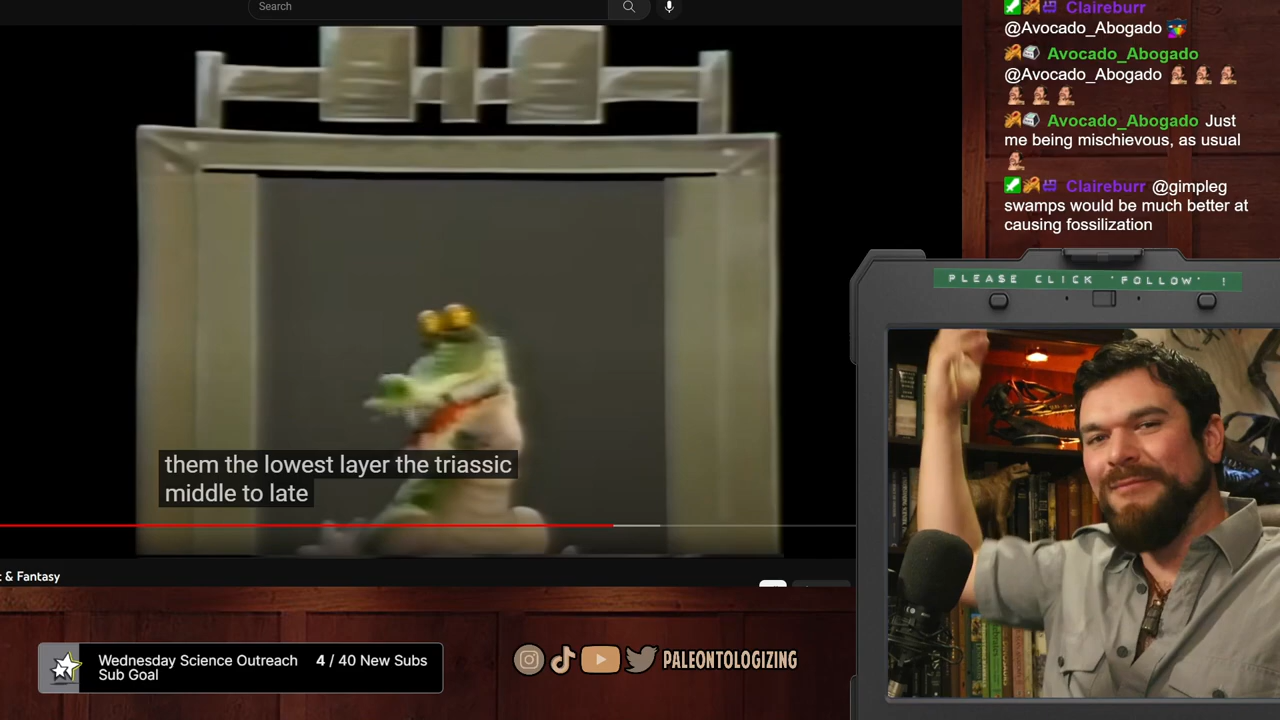 Search
them the lowest layer the triassic
middle to late
& Fantasy
Wednesday Science Outreach 4 / 40 New Subs
Sub Goal
PALEONTOLOGIZING
Claireburr
@Avocado_Abogado
Avocado_Abogado
@Avocado_Abogado
Avocado_Abogado Just
me being mischievous, as usual
Claireburr @gimpleg
swamps would be much better at
causing fossilization
PLEASE CLICK 'FOLLOW' !